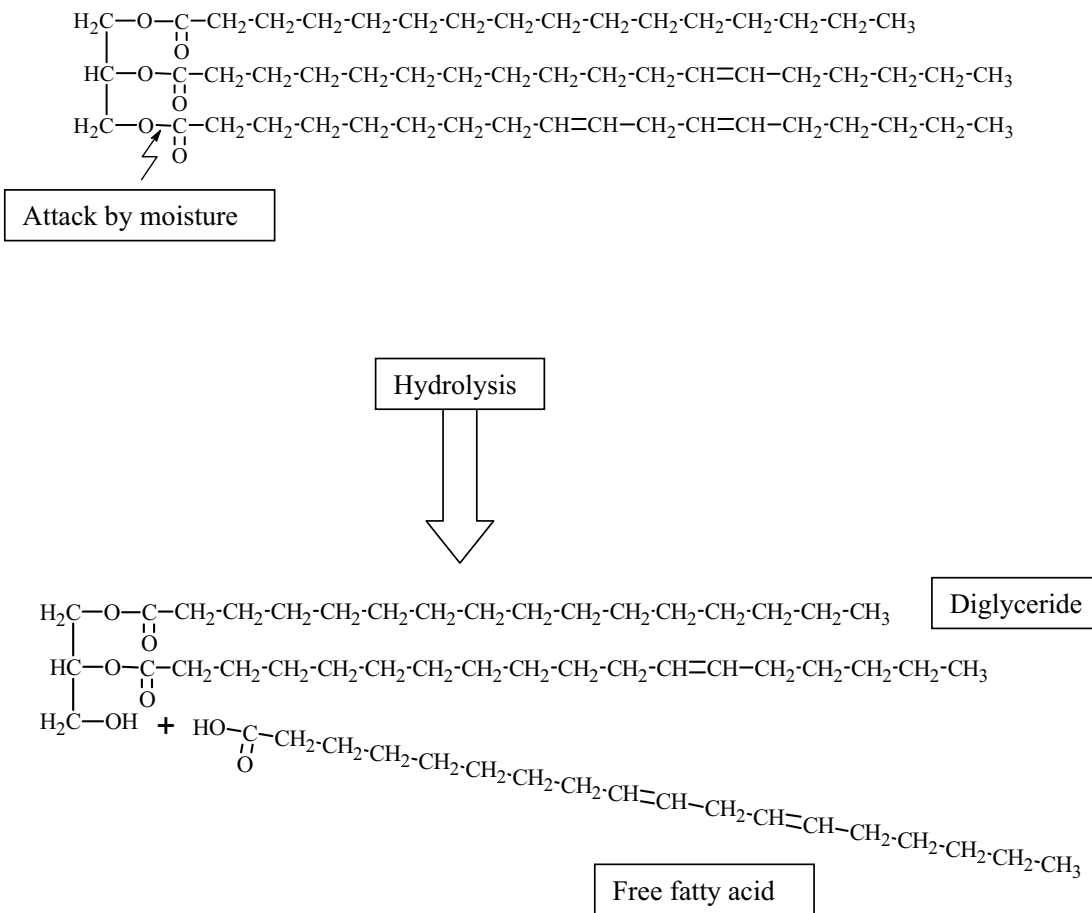 H₂C—O—C—CH₂-CH₂-CH₂-CH₂-CH₂-CH₂-CH₂-CH₂-CH₂-CH₂-CH₂-CH₂-CH₂-CH₂-CH₃
O
HC—O—C—CH₂-CH₂-CH₂-CH₂-CH₂-CH₂-CH₂-CH₂-CH₂-CH₂-CH=CH—CH₂-CH₂-CH₂-CH₂-CH₃
O
H₂C—O—C—CH₂-CH₂-CH₂-CH₂-CH₂-CH₂-CH₂-CH=CH—CH₂-CH=CH—CH₂-CH₂-CH₂-CH₂-CH₃
O
Attack by moisture
Hydrolysis
Diglyceride
H₂C—O—C—CH₂-CH₂-CH₂-CH₂-CH₂-CH₂-CH₂-CH₂-CH₂-CH₂-CH₂-CH₂-CH₂-CH₂-CH₃
O
HC—O—C—CH₂-CH₂-CH₂-CH₂-CH₂-CH₂-CH₂-CH₂-CH₂-CH₂-CH=CH—CH₂-CH₂-CH₂-CH₂-CH₃
O
H₂C—OH + HO—C—CH₂-CH₂-CH₂-CH₂-CH₂-CH₂-CH₂-CH=CH—CH₂-CH=CH—CH₂-CH₂-CH₂-CH₂-CH₃
O
Free fatty acid